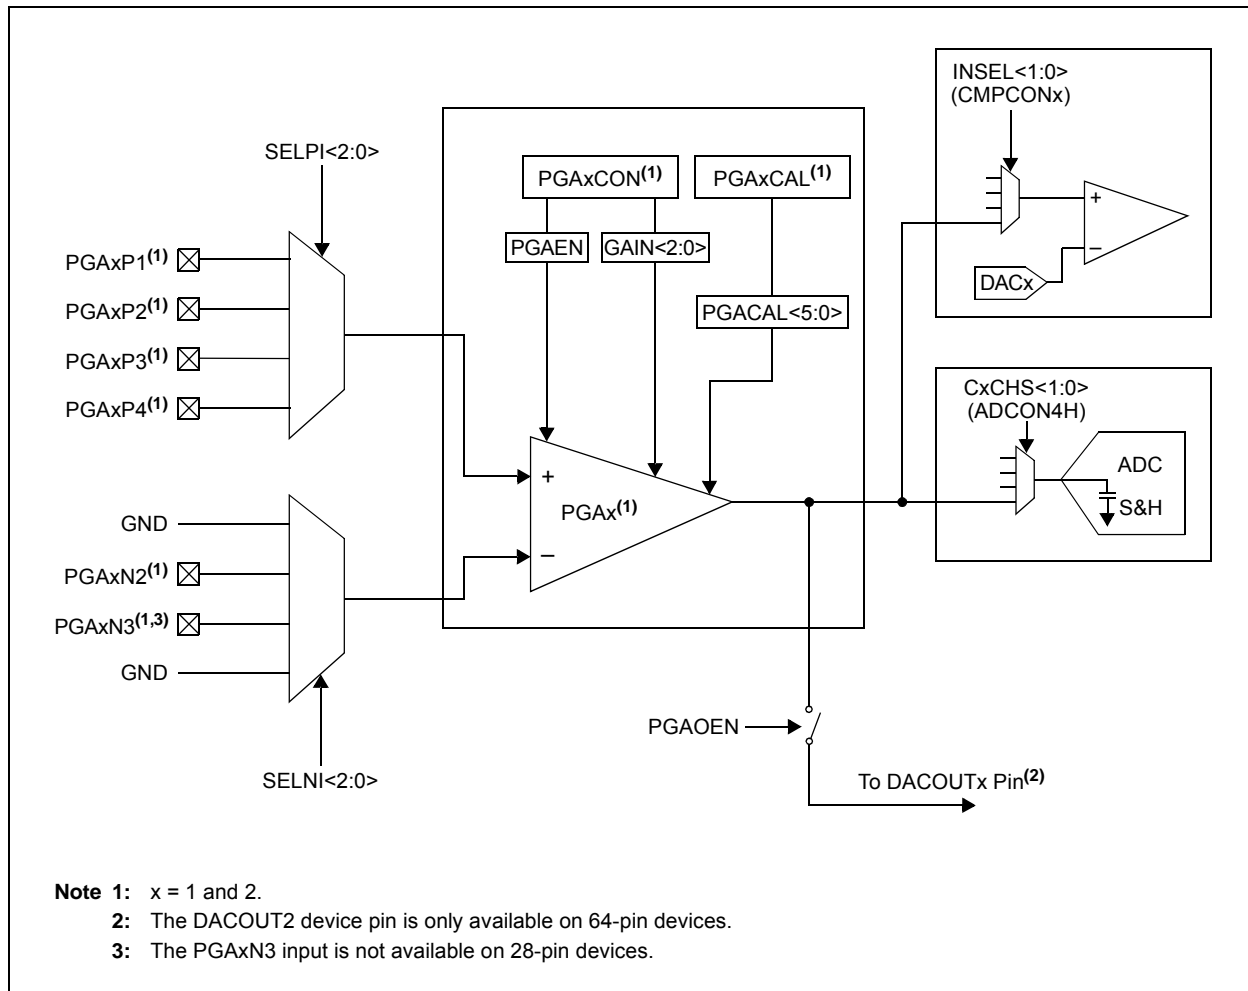 INSEL<1:0>
(CMPCONx)
SELPI<2:0>
PGAxCON(1)
PGAxCAL(1)
PGAEN
GAIN<2:0>
PGACAL<5:0>
PGAxP1(1)
PGAxP2(1)
PGAxP3(1)
PGAxP4(1)
+
–
DACx
CxCHS<1:0>
(ADCON4H)
ADC
S&H
+
PGAx(1)
–
GND
PGAxN2(1)
PGAxN3(1,3)
GND
SELNI<2:0>
PGAOEN
To DACOUTx Pin(2)
Note 1: x = 1 and 2.
2: The DACOUT2 device pin is only available on 64-pin devices.
3: The PGAxN3 input is not available on 28-pin devices.